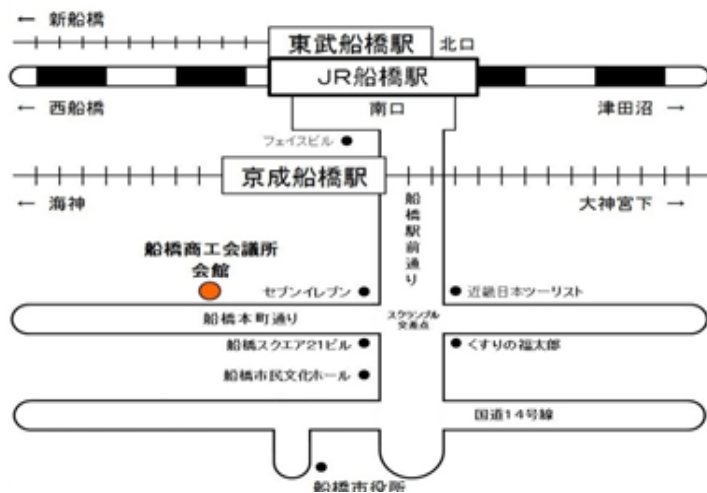 ← 新船橋
東武船橋駅
北口
JR船橋駅
← 西船橋
南口
津田沼 →
フェイスビル
京成船橋駅
← 海神
大神宮下 →
船橋駅前通り
船橋商工会議所
会館
セブンイレブン
近畿日本ツーリスト
船橋本町通り
スクランブル
交差点
船橋スクエア21ビル
くすりの福太郎
船橋市民文化ホール
国道14号線
船橋市役所